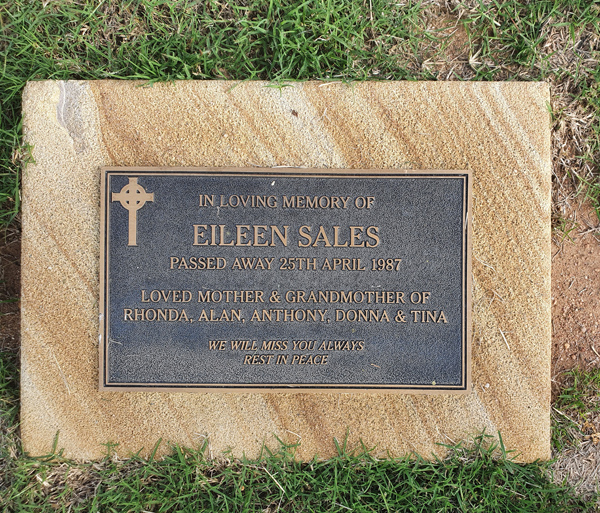 IN LOVING MEMORY OF
EILEEN SALES
PASSED AWAY 25TH APRIL 1987
LOVED MOTHER & GRANDMOTHER OF
RHONDA, ALAN, ANTHONY, DONNA & TINA
WE WILL MISS YOU ALWAYS
REST IN PEACE